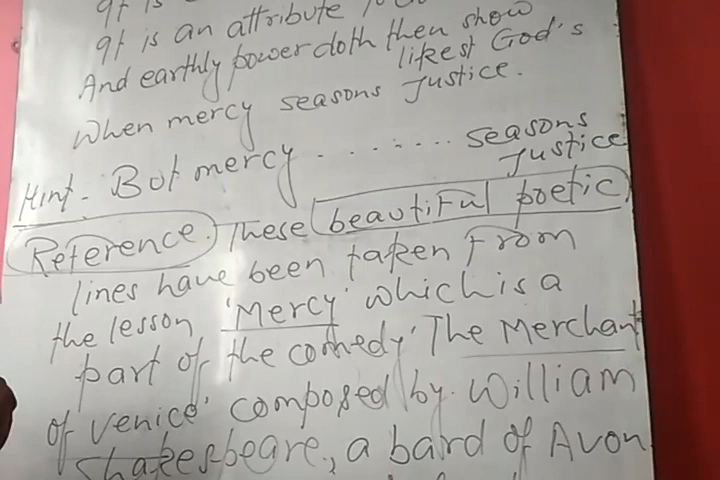 It is
It is an attribute
And earthly power doth then show
likest God's
When mercy seasons Justice.
Hint - But mercy ........ seasons
Justice
Reference. These beautiful poetic
lines have been taken from
the lesson 'Mercy' which is a
part of the comedy 'The Merchant
of Venice' composed by William
Shakespeare, a bard of Avon